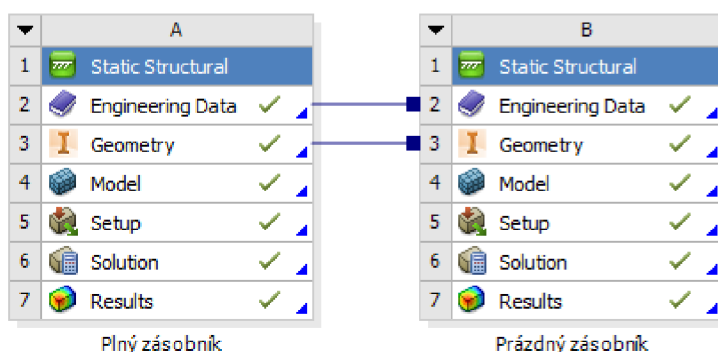 A
1 Static Structural
2 Engineering Data
3 Geometry
4 Model
5 Setup
6 Solution
7 Results
Plný zásobník
B
1 Static Structural
2 Engineering Data
3 Geometry
4 Model
5 Setup
6 Solution
7 Results
Prázdný zásobník